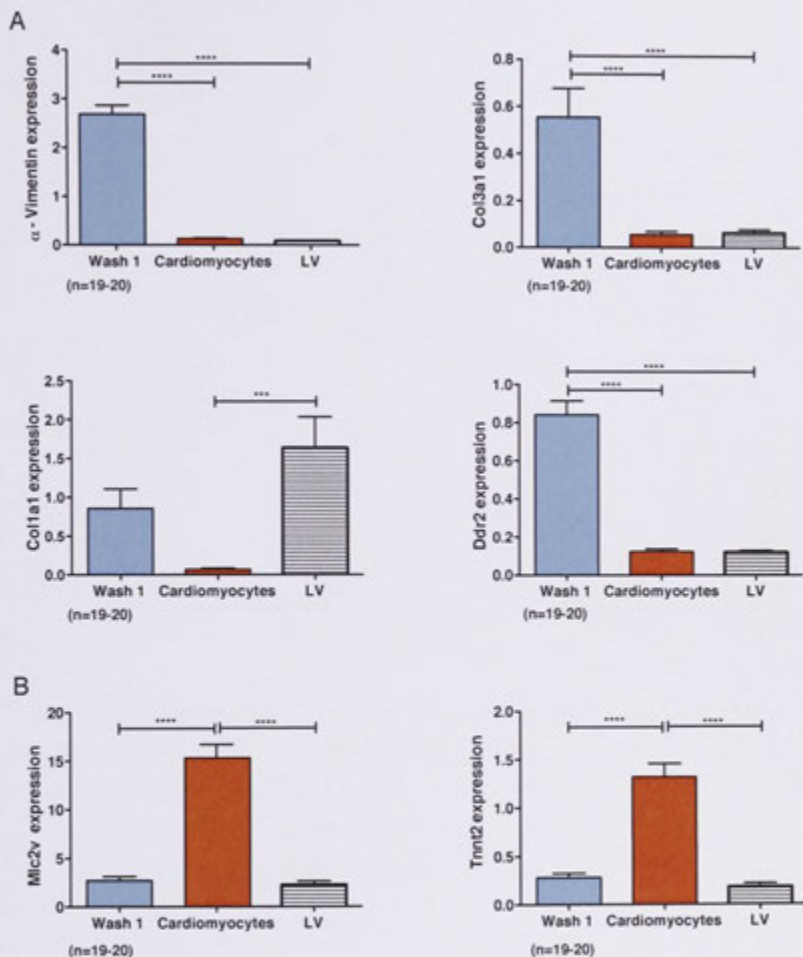 A
α - Vimentin expression
4
3
2
1
0
****
****
Wash 1 Cardiomyocytes LV
(n=19-20)
Col3a1 expression
0.8
0.6
0.4
0.2
0.0
****
****
Wash 1 Cardiomyocytes LV
(n=19-20)
Col1a1 expression
2.5
2.0
1.5
1.0
0.5
0.0
***
Wash 1 Cardiomyocytes LV
(n=19-20)
Ddr2 expression
1.0
0.8
0.6
0.4
0.2
0.0
****
****
Wash 1 Cardiomyocytes LV
(n=19-20)
B
Mlc2v expression
20
15
10
5
0
**** ****
Wash 1 Cardiomyocytes LV
(n=19-20)
Tnnt2 expression
2.0
1.5
1.0
0.5
0.0
**** ****
Wash 1 Cardiomyocytes LV
(n=19-20)